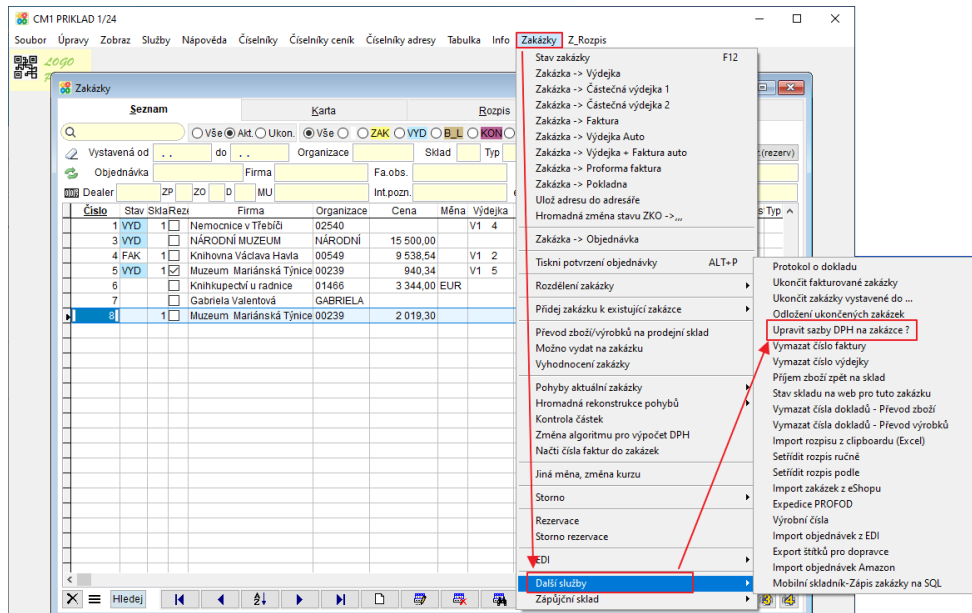 CM1 PRIKLAD 1/24
Soubor Úpravy Zobraz Služby Nápověda Číselníky Číselníky ceník Číselníky adresy Tabulka Info Zakázky Z_Rozpis
LOGO
Zakázky
Seznam Karta Rozpis
Vše Akt. Ukon. Vše ZAK VYD B_L KON
Vystavená od . . do . . Organizace Sklad Typ (rezerv)
Objednávka Firma Fa.obs.
Dealer ZP ZO D MU Int.pozn.
Číslo Stav Skla Reze Firma Organizace Cena Měna Výdejka Typ
1 VYD 1 Nemocnice v Třebíči 02540 V1 4
3 VYD 1 NÁRODNÍ MUZEUM NÁRODNÍ 15 500,00
4 FAK 1 Knihovna Václava Havla 00549 9 538,54 V1 2
5 VYD 1 Muzeum Mariánská Týnice 00239 940,34 V1 5
6 Knihkupectví u radnice 01466 3 344,00 EUR
7 Gabriela Valentová GABRIELA
8 1 Muzeum Mariánská Týnice 00239 2 019,30
Hledej
Stav zakázky F12
Zakázka -> Výdejka
Zakázka -> Částečná výdejka 1
Zakázka -> Částečná výdejka 2
Zakázka -> Faktura
Zakázka -> Výdejka Auto
Zakázka -> Výdejka + Faktura auto
Zakázka -> Proforma faktura
Zakázka -> Pokladna
Ulož adresu do adresáře
Hromadná změna stavu ZKO ->,,,
Zakázka -> Objednávka
Tiskni potvrzení objednávky ALT+P
Rozdělení zakázky
Přidej zakázku k existující zakázce
Převod zboží/výrobků na prodejní sklad
Možno vydat na zakázku
Vyhodnocení zakázky
Pohyby aktuální zakázky
Hromadná rekonstrukce pohybů
Kontrola částek
Změna algoritmu pro výpočet DPH
Načti čísla faktur do zakázek
Jiná měna, změna kurzu
Storno
Rezervace
Storno rezervace
EDI
Další služby
Zápůjční sklad
Protokol o dokladu
Ukončit fakturované zakázky
Ukončit zakázky vystavené do ...
Odložení ukončených zakázek
Upravit sazby DPH na zakázce ?
Vymazat číslo faktury
Vymazat číslo výdejky
Příjem zboží zpět na sklad
Stav skladu na web pro tuto zakázku
Vymazat čísla dokladů - Převod zboží
Vymazat čísla dokladů - Převod výrobků
Import rozpisu z clipboardu (Excel)
Setřídit rozpis ručně
Setřídit rozpis podle
Import zakázek z eShopu
Expedice PROFOD
Výrobní čísla
Import objednávek z EDI
Export štítků pro dopravce
Import objednávek Amazon
Mobilní skladník-Zápis zakázky na SQL